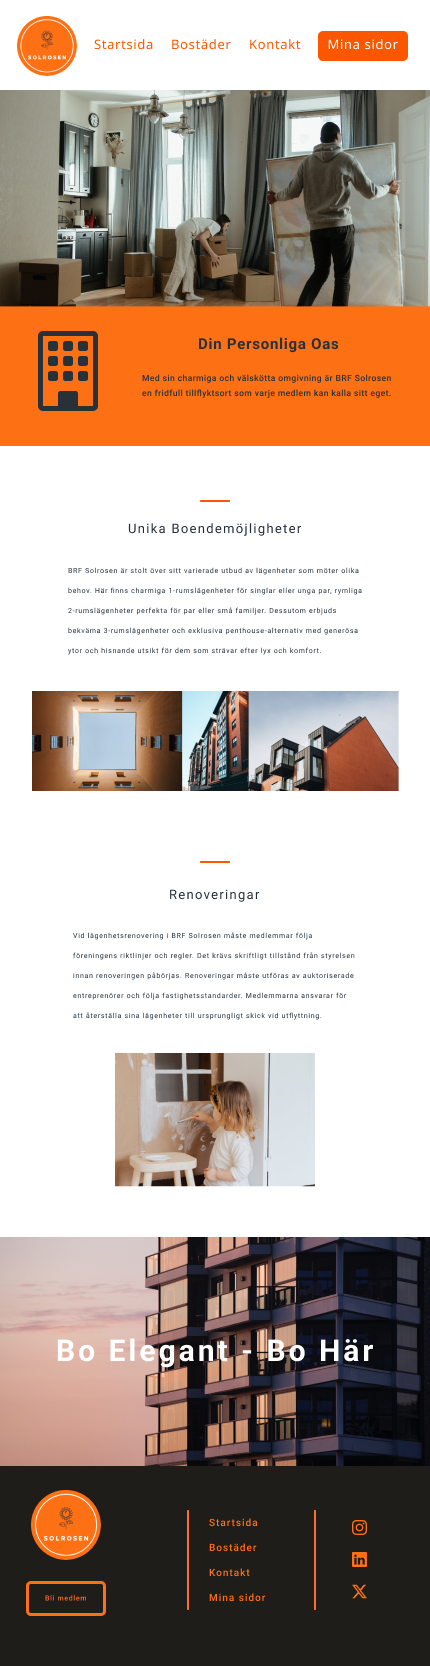 SOLROSEN
Startsida
Bostäder
Kontakt
Mina sidor
Din Personliga Oas
Med sin charmiga och välskötta omgivning är BRF Solrosen
en fridfull tillflyktsort som varje medlem kan kalla sitt eget.
Unika Boendemöjligheter
BRF Solrosen är stolt över sitt varierade utbud av lägenheter som möter olika
behov. Här finns charmiga 1-rumslägenheter för singlar eller unga par, rymliga
2-rumslägenheter perfekta för par eller små familjer. Dessutom erbjuds
bekväma 3-rumslägenheter och exklusiva penthouse-alternativ med generösa
ytor och hisnande utsikt för dem som strävar efter lyx och komfort.
Renoveringar
Vid lägenhetsrenovering i BRF Solrosen måste medlemmar följa
föreningens riktlinjer och regler. Det krävs skriftligt tillstånd från styrelsen
innan renoveringen påbörjas. Renoveringar måste utföras av auktoriserade
entreprenörer och följa fastighetsstandarder. Medlemmarna ansvarar för
att återställa sina lägenheter till ursprungligt skick vid utflyttning.
Bo Elegant - Bo Här
SOLROSEN
Bli medlem
Startsida
Bostäder
Kontakt
Mina sidor